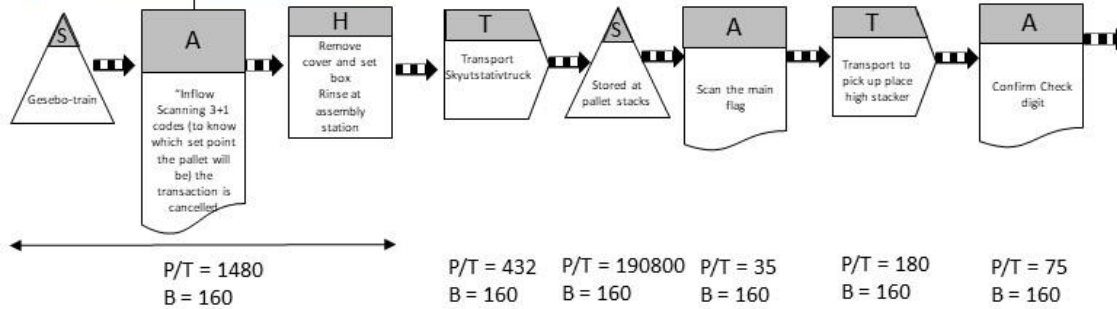 S
Gesebo-train
A
"Inflow
Scanning 3+1
codes (to know
which set point
the pallet will
be) the
transaction is
cancelled
H
Remove
cover and set
box
Rinse at
assembly
station
T
Transport
Skyutstativtruck
S
Stored at
pallet stacks
A
Scan the main
flag
T
Transport to
pick up place
high stacker
A
Confirm Check
digit
P/T = 1480
B = 160
P/T = 432
B = 160
P/T = 190800
B = 160
P/T = 35
B = 160
P/T = 180
B = 160
P/T = 75
B = 160